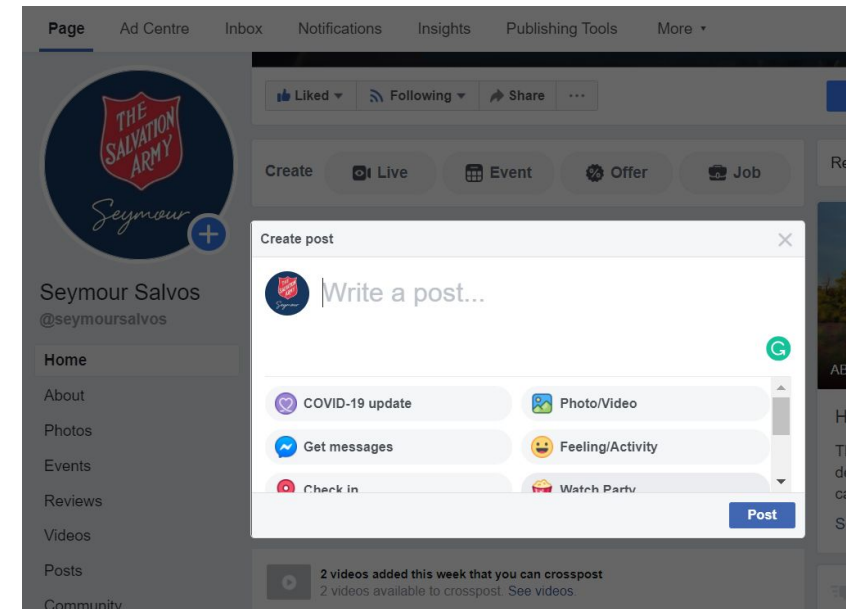 Page Ad Centre Inbox Notifications Insights Publishing Tools More
THE
SALVATION
ARMY
Seymour
Seymour Salvos
@seymoursalvos
Home
About
Photos
Events
Reviews
Videos
Posts
Community
Liked Following Share ...
Create Live Event Offer Job
Create post
Write a post...
COVID-19 update Photo/Video
Get messages Feeling/Activity
Check in Watch Party
Post
2 videos added this week that you can crosspost
2 videos available to crosspost. See videos